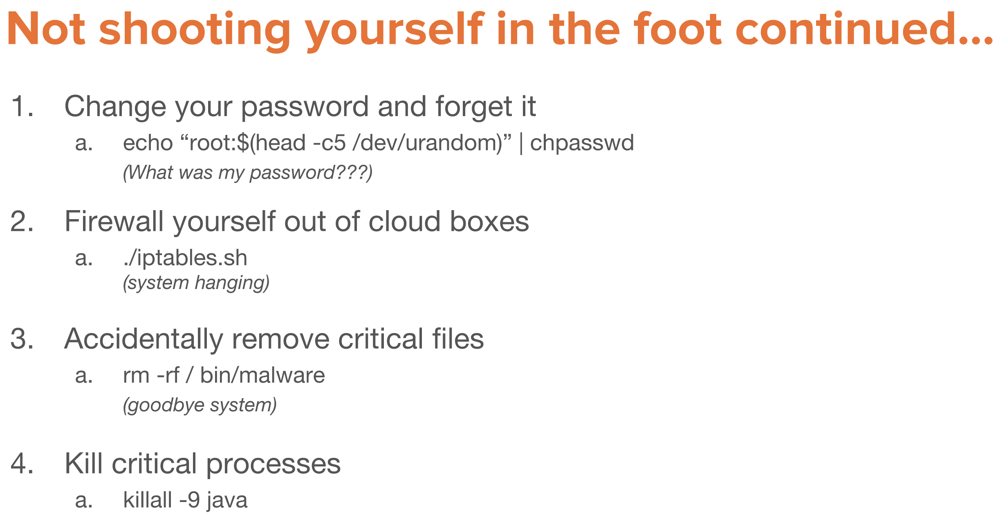 Not shooting yourself in the foot continued...
1. Change your password and forget it
a. echo “root:$(head -c5 /dev/urandom)” | chpasswd
(What was my password???)
2. Firewall yourself out of cloud boxes
a. ./iptables.sh
(system hanging)
3. Accidentally remove critical files
a. rm -rf / bin/malware
(goodbye system)
4. Kill critical processes
a. killall -9 java